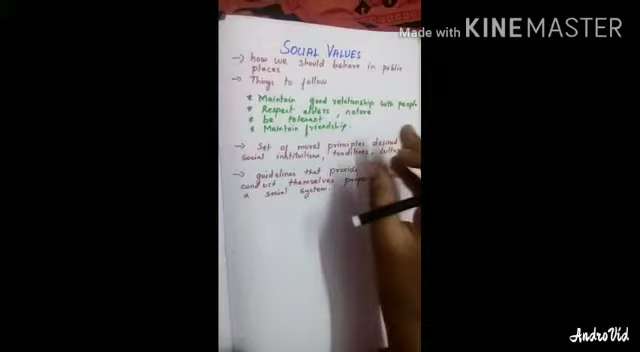 Made with KINEMASTER
SOCIAL VALUES
→ how we should behave in public
places
→ Things to follow
* Maintain good relationship with people
* Respect elders, nature
* be tolerant
* Maintain friendship.
→ Set of moral principles desired
social institutions, traditions,
→ guidelines that provide
conduct themselves
a social system.
AndroVid